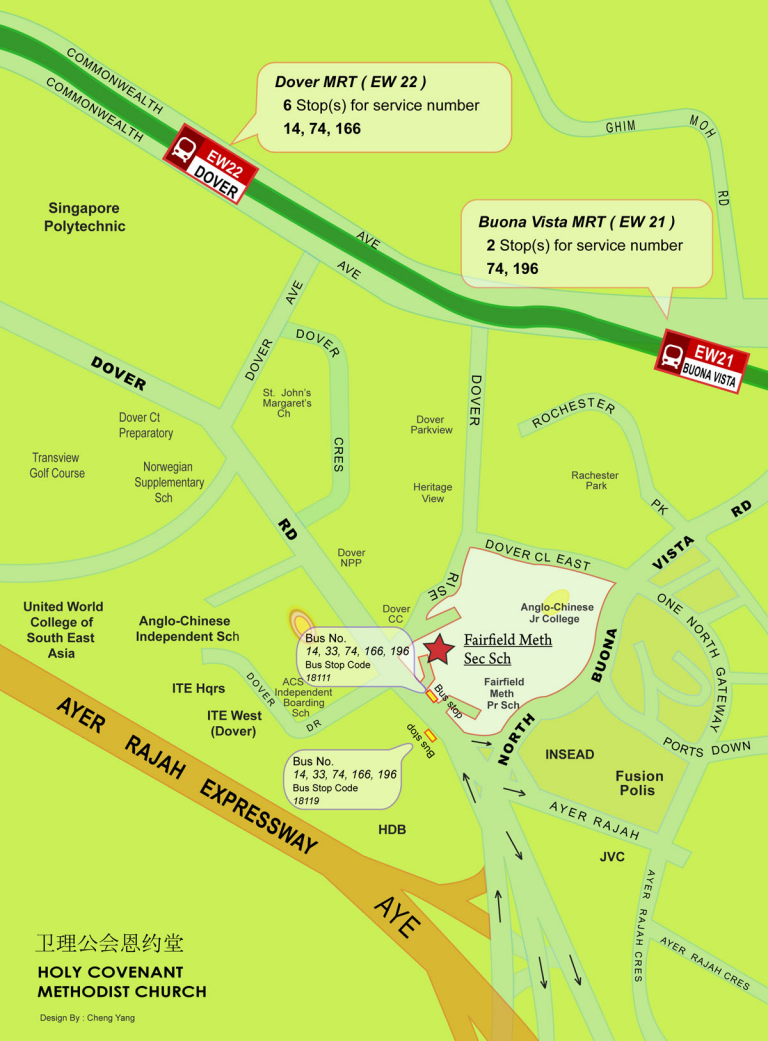 COMMONWEALTH
COMMONWEALTH
Dover MRT ( EW 22 )
6 Stop(s) for service number
14, 74, 166
GHIM
MOH
RD
EW22
DOVER
Singapore
Polytechnic
Buona Vista MRT ( EW 21 )
2 Stop(s) for service number
74, 196
AVE
AVE
AVE
DOVER
DOVER
CRES
DOVER
EW21
BUONA VISTA
DOVER
RD
St. John's
Margaret's
Ch
Dover Ct
Preparatory
Transview
Golf Course
Norwegian
Supplementary
Sch
Dover
Parkview
Heritage
View
ROCHESTER
PK
Rachester
Park
VISTA
RD
DOVER CL EAST
RISE
Dover
NPP
Dover
CC
United World
College of
South East
Asia
Anglo-Chinese
Independent Sch
Anglo-Chinese
Jr College
Bus No.
14, 33, 74, 166, 196
Bus Stop Code
18111
Fairfield Meth
Sec Sch
Fairfield
Meth
Pr Sch
BUONA
NORTH
ONE NORTH GATEWAY
PORTS DOWN
ITE Hqrs
ITE West
(Dover)
DOVER
DR
ACS
Independent
Boarding
Sch
Bus stop
Bus stop
Bus No.
14, 33, 74, 166, 196
Bus Stop Code
18119
INSEAD
Fusion
Polis
AYER RAJAH
HDB
JVC
AYER RAJAH EXPRESSWAY
AYE
AYER RAJAH CRES
AYER RAJAH CRES
卫理公会恩约堂
HOLY COVENANT
METHODIST CHURCH
Design By : Cheng Yang